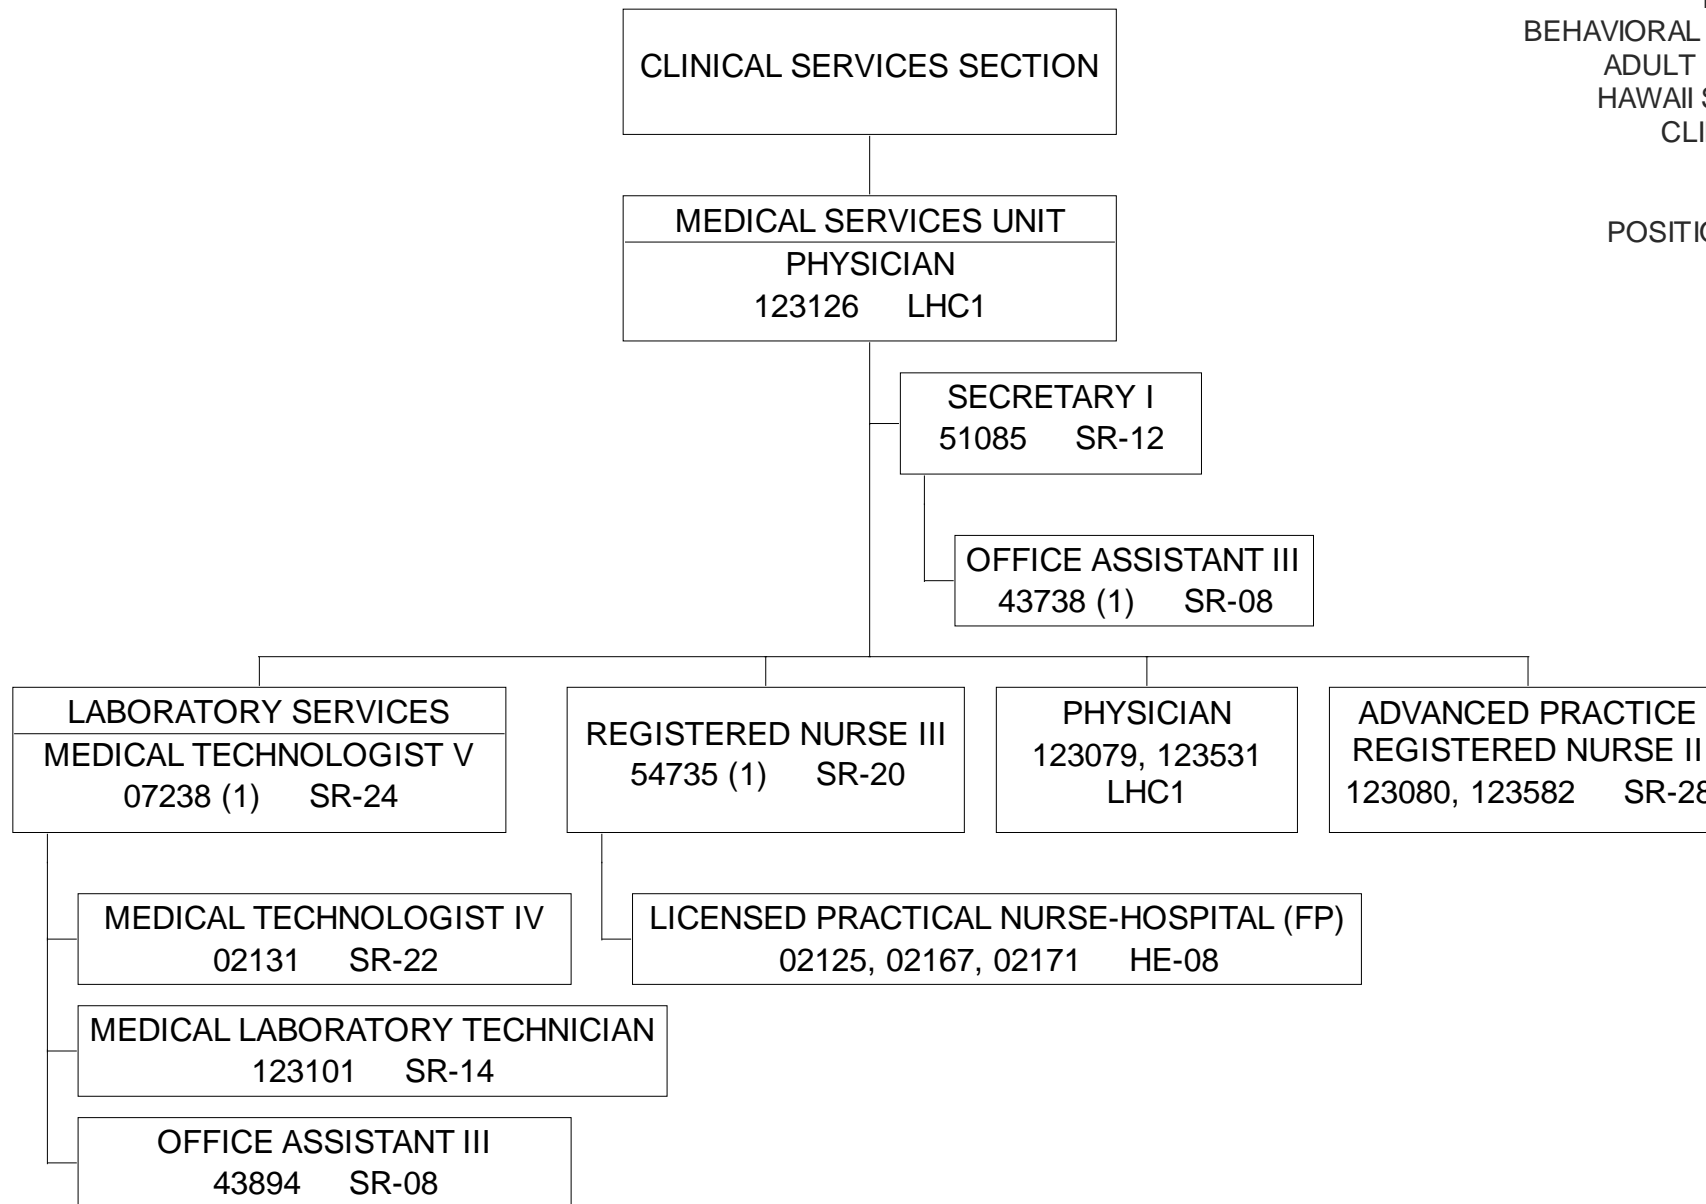 BEHAVIORAL
ADULT
HAWAII
POSITIO
CLINICAL SERVICES SECTION
MEDICAL SERVICES UNIT
PHYSICIAN
123126 LHC1
SECRETARY I
51085 SR-12
OFFICE ASSISTANT III
43738 (1) SR-08
LABORATORY SERVICES
MEDICAL TECHNOLOGIST V
07238 (1) SR-24
REGISTERED NURSE III
54735 (1) SR-20
PHYSICIAN
123079, 123531
LHC1
ADVANCED PRACTICE
REGISTERED NURSE II
123080, 123582 SR-28
MEDICAL TECHNOLOGIST IV
02131 SR-22
LICENSED PRACTICAL NURSE-HOSPITAL (FP)
02125, 02167, 02171 HE-08
MEDICAL LABORATORY TECHNICIAN
123101 SR-14
OFFICE ASSISTANT III
43894 SR-08